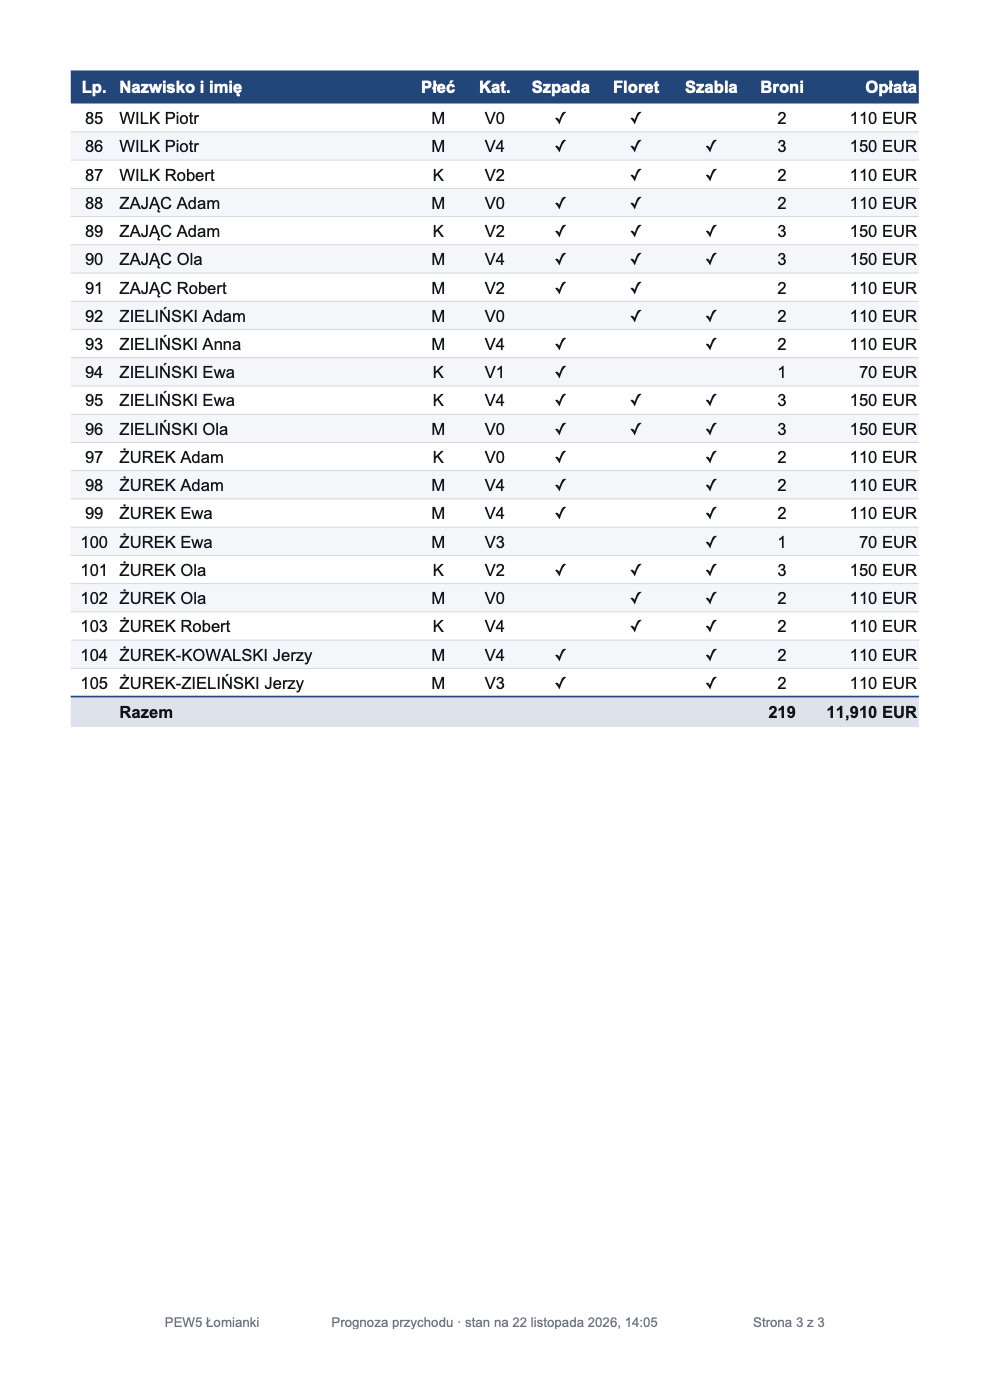 Lp. Nazwisko i imię Płeć Kat. Szpada Floret Szabla Broni Opłata
85 WILK Piotr M V0 ✓ ✓ 2 110 EUR
86 WILK Piotr M V4 ✓ ✓ ✓ 3 150 EUR
87 WILK Robert K V2 ✓ ✓ 2 110 EUR
88 ZAJĄC Adam M V0 ✓ ✓ 2 110 EUR
89 ZAJĄC Adam K V2 ✓ ✓ ✓ 3 150 EUR
90 ZAJĄC Ola M V4 ✓ ✓ ✓ 3 150 EUR
91 ZAJĄC Robert M V2 ✓ ✓ 2 110 EUR
92 ZIELIŃSKI Adam M V0 ✓ ✓ 2 110 EUR
93 ZIELIŃSKI Anna M V4 ✓ ✓ 2 110 EUR
94 ZIELIŃSKI Ewa K V1 ✓ 1 70 EUR
95 ZIELIŃSKI Ewa K V4 ✓ ✓ ✓ 3 150 EUR
96 ZIELIŃSKI Ola M V0 ✓ ✓ ✓ 3 150 EUR
97 ŻUREK Adam K V0 ✓ ✓ 2 110 EUR
98 ŻUREK Adam M V4 ✓ ✓ 2 110 EUR
99 ŻUREK Ewa M V4 ✓ ✓ 2 110 EUR
100 ŻUREK Ewa M V3 ✓ 1 70 EUR
101 ŻUREK Ola K V2 ✓ ✓ ✓ 3 150 EUR
102 ŻUREK Ola M V0 ✓ ✓ 2 110 EUR
103 ŻUREK Robert K V4 ✓ ✓ 2 110 EUR
104 ŻUREK-KOWALSKI Jerzy M V4 ✓ ✓ 2 110 EUR
105 ŻUREK-ZIELIŃSKI Jerzy M V3 ✓ ✓ 2 110 EUR
Razem 219 11,910 EUR
PEW5 Łomianki Prognoza przychodu · stan na 22 listopada 2026, 14:05 Strona 3 z 3